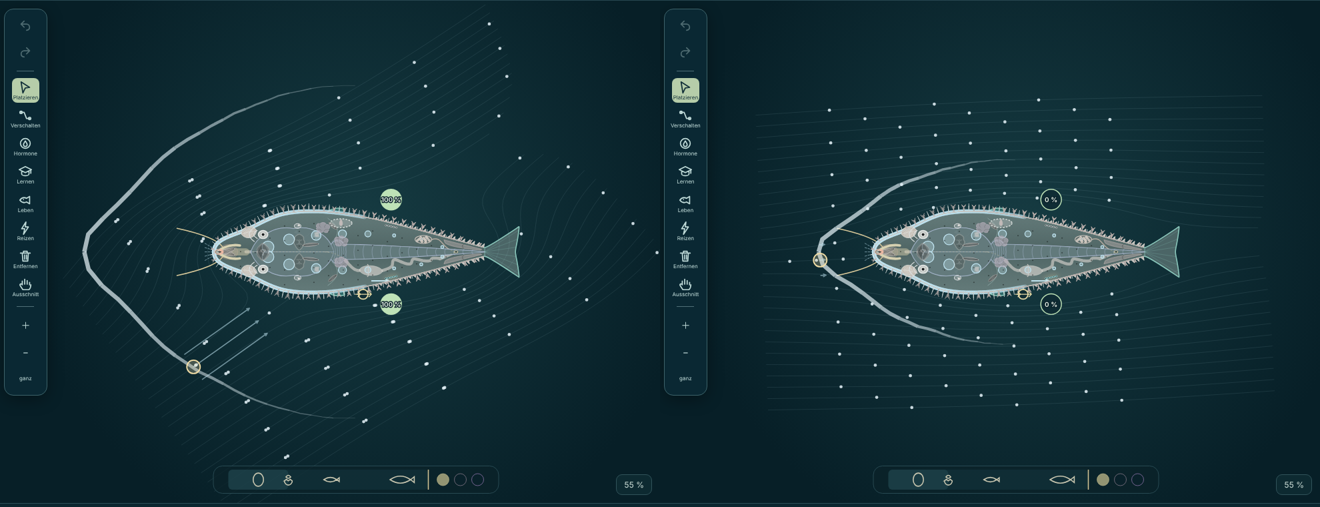 Platzieren
Verschalten
Hormone
Lernen
Leben
Reizen
Entfernen
Ausschnitt
+
-
ganz
100 %
100 %
55 %
Platzieren
Verschalten
Hormone
Lernen
Leben
Reizen
Entfernen
Ausschnitt
+
-
ganz
0 %
0 %
55 %